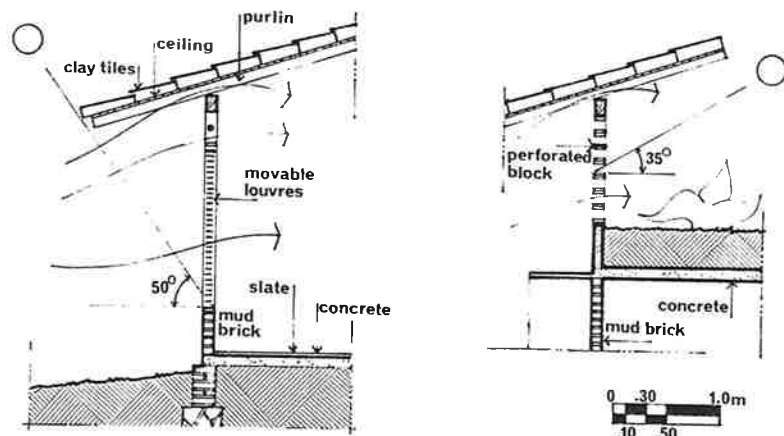 purlin
ceiling
clay tiles
movable
louvres
50°
slate
concrete
mud
brick
perforated
block
35°
concrete
mud brick
0 .30 1.0m
10 50